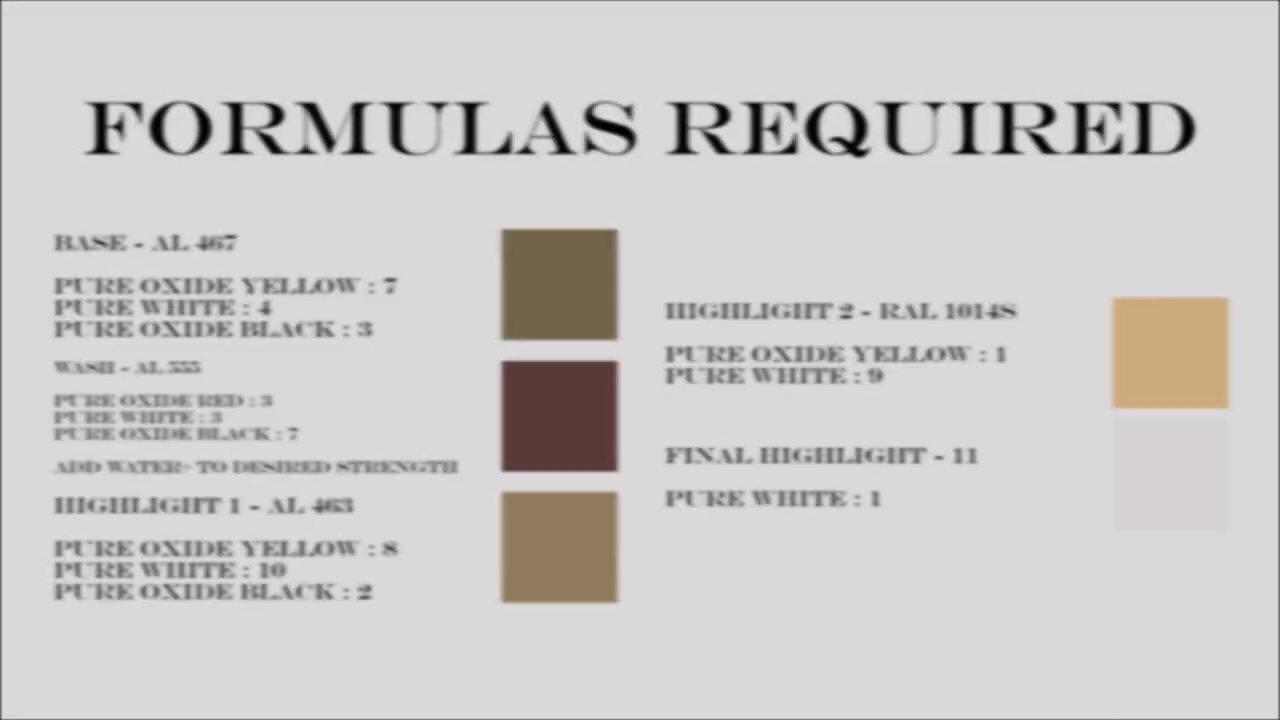 FORMULAS REQUIRED
BASE - AL 467
PURE OXIDE YELLOW : 7
PURE WHITE : 4
PURE OXIDE BLACK : 3
WASH - AL 555
PURE OXIDE RED : 3
PURE WHITE : 3
PURE OXIDE BLACK : 7
ADD WATER TO DESIRED STRENGTH
HIGHLIGHT 1 - AL 463
PURE OXIDE YELLOW : 8
PURE WHITE : 10
PURE OXIDE BLACK : 2
HIGHLIGHT 2 - RAL 1014S
PURE OXIDE YELLOW : 1
PURE WHITE : 9
FINAL HIGHLIGHT - 11
PURE WHITE : 1